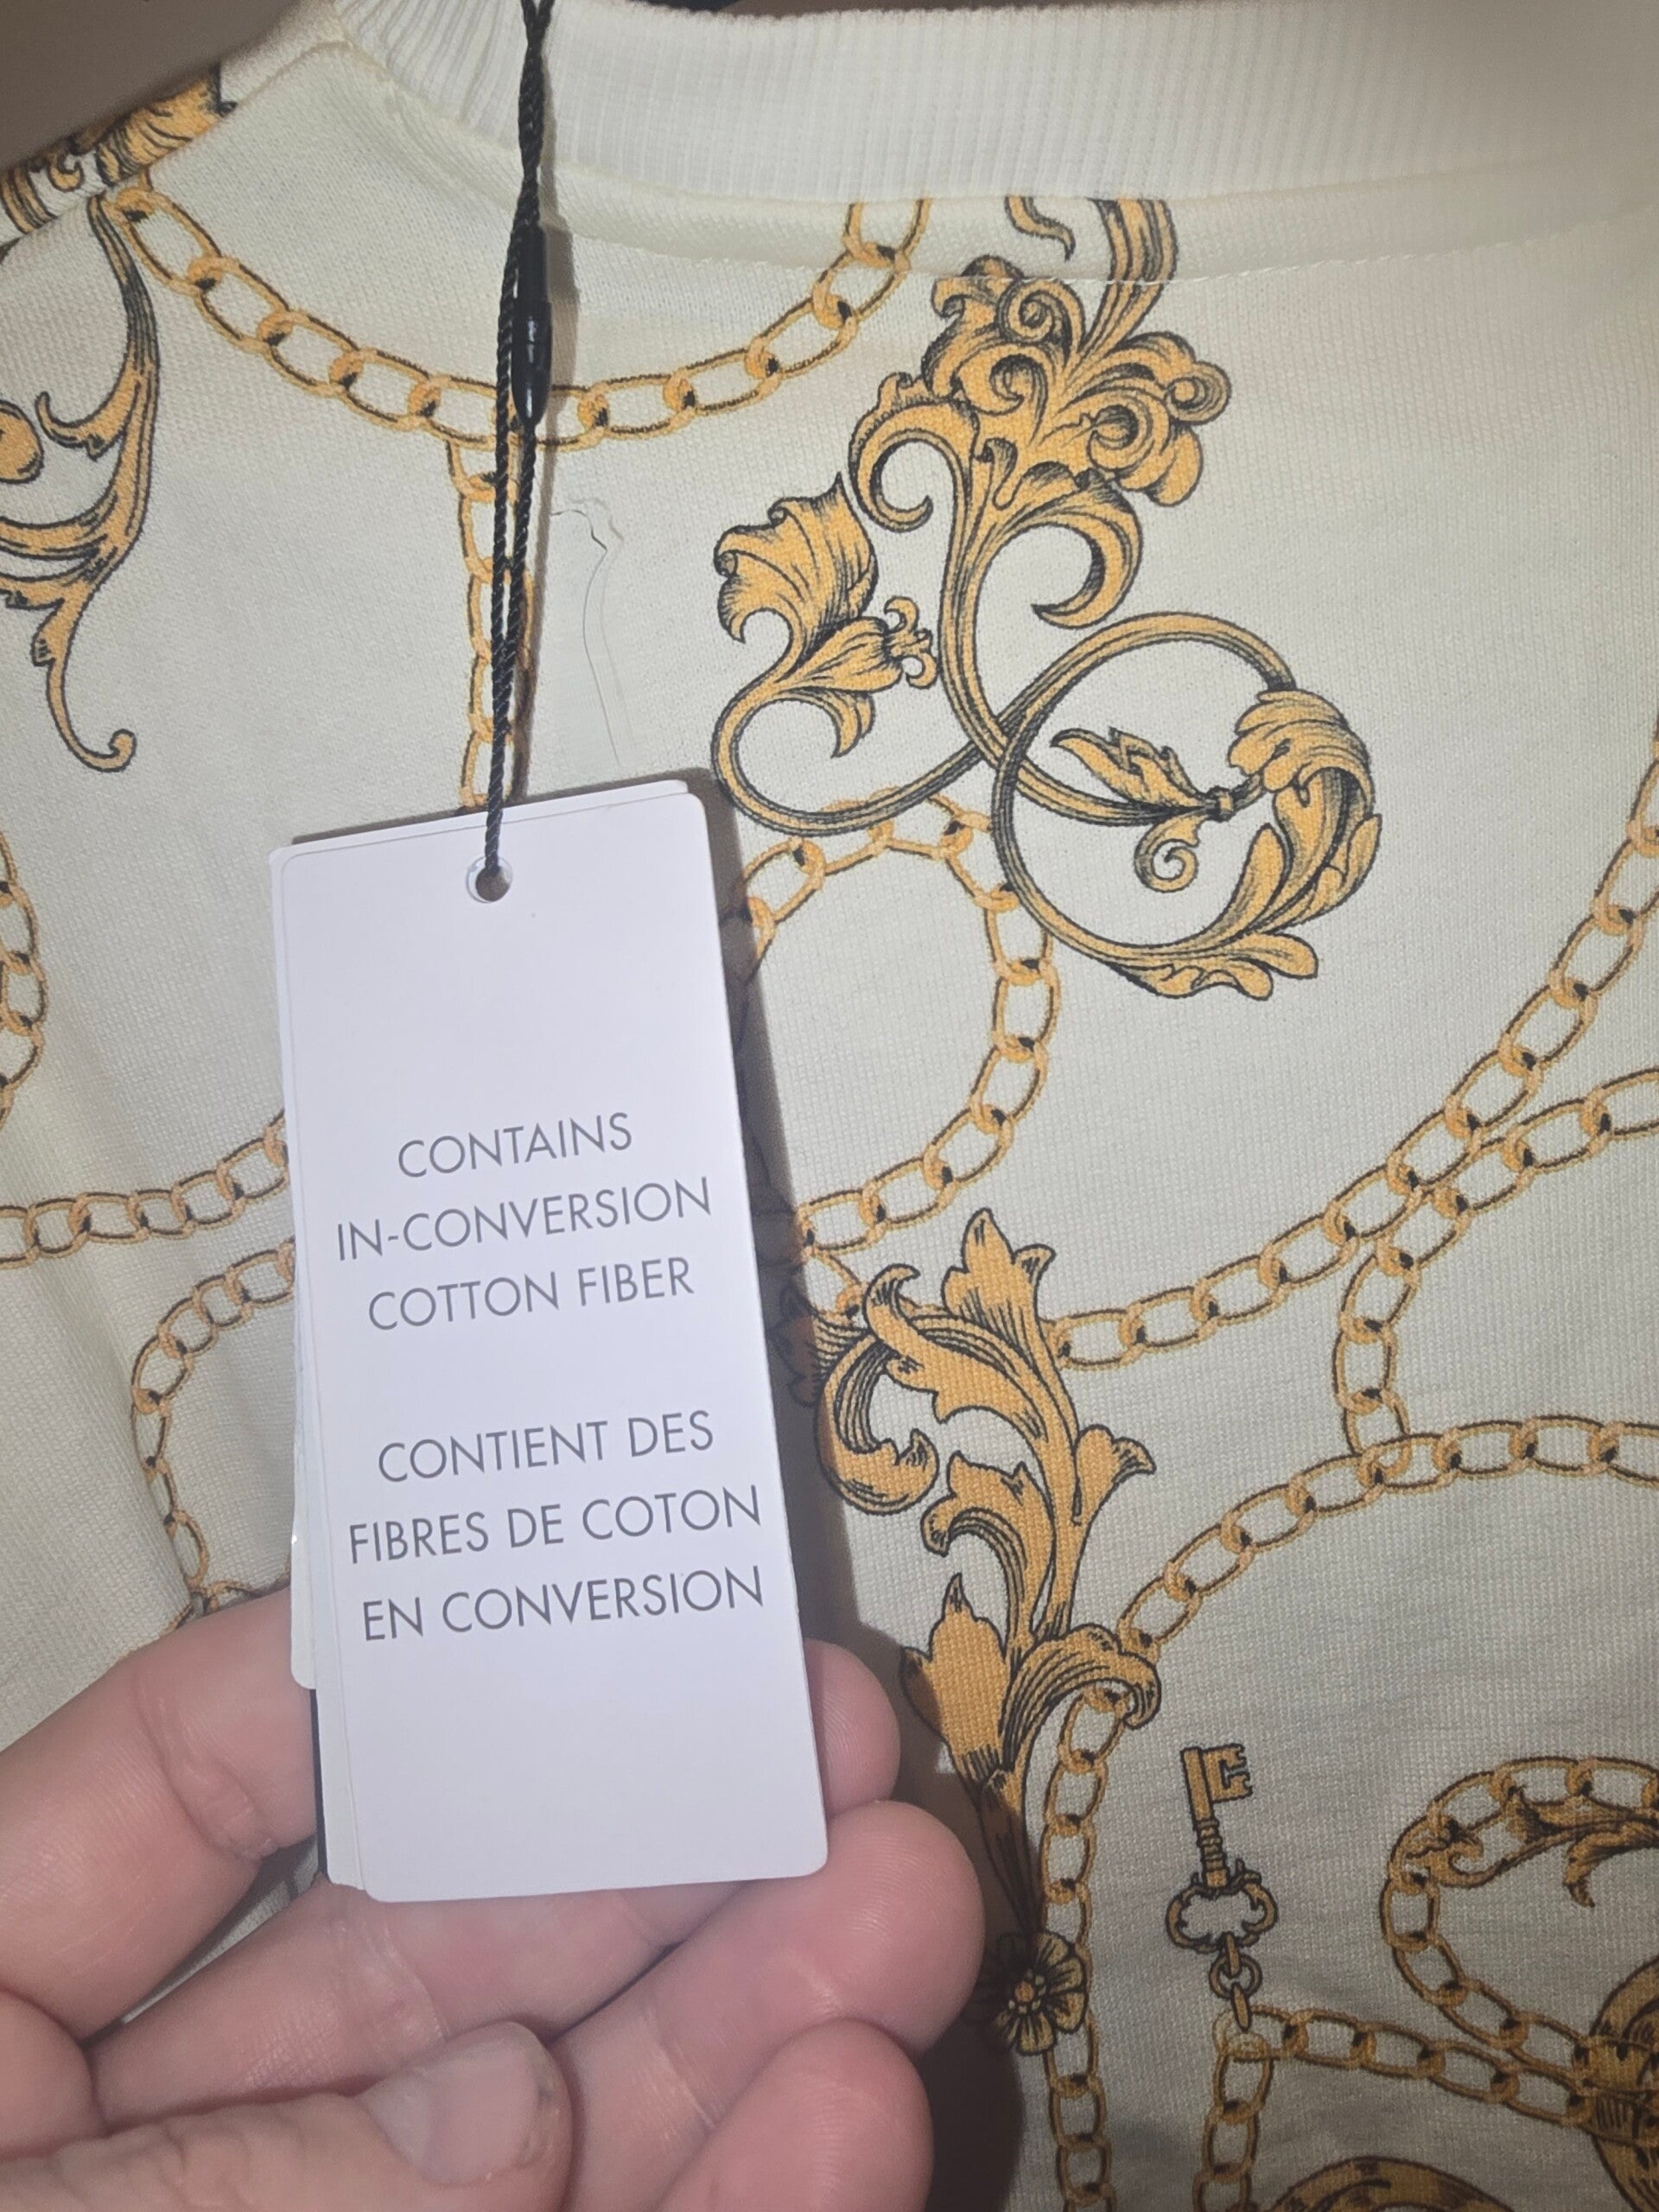 CONTAINS
IN-CONVERSION
COTTON FIBER
CONTIENT DES
FIBRES DE COTON
EN CONVERSION